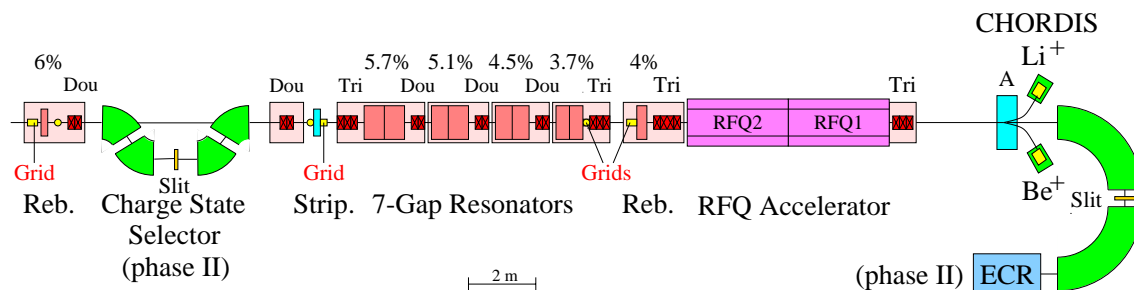 CHORDIS
6%
5.7%
5.1%
4.5%
3.7%
4%
Li+
Dou
Dou
Tri
Dou
Dou
Dou
Tri
Tri
Tri
A
RFQ2
RFQ1
Grid
Slit
Grid
Grids
Be+
Slit
Reb.
Charge State
Selector
(phase II)
Strip.
7-Gap Resonators
Reb.
RFQ Accelerator
2 m
(phase II)
ECR